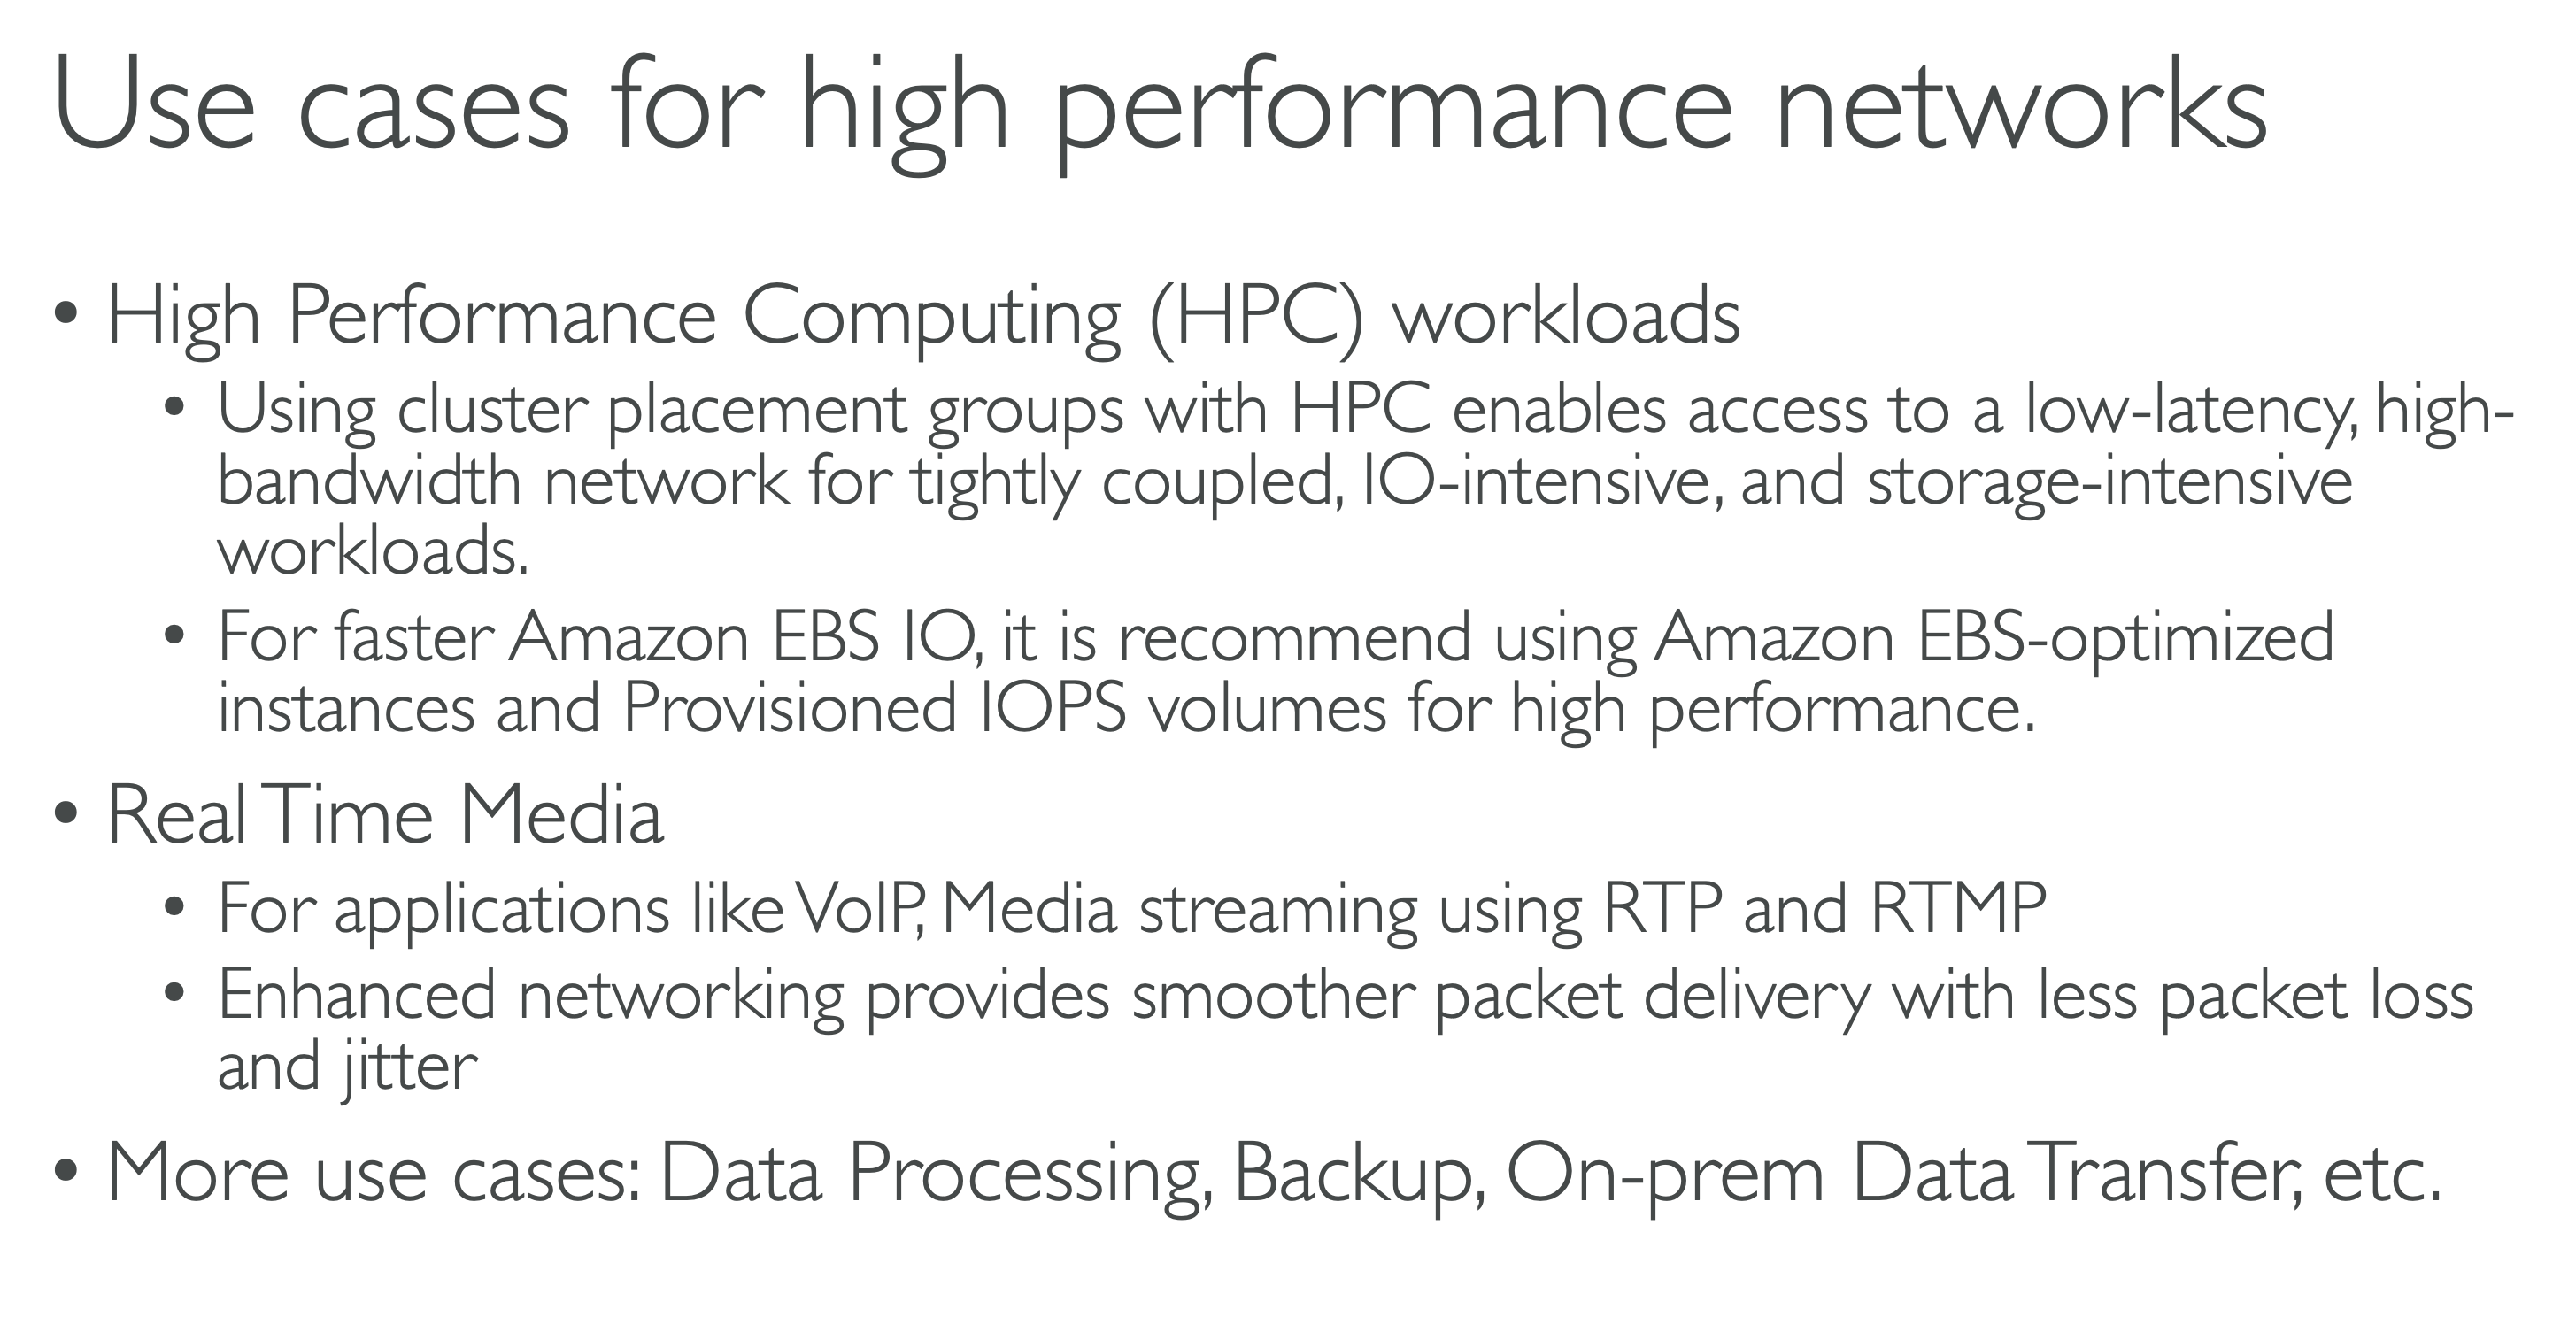 Use cases for high performance networks
• High Performance Computing (HPC) workloads
• Using cluster placement groups with HPC enables access to a low-latency, high-
bandwidth network for tightly coupled, IO-intensive, and storage-intensive
workloads.
• For faster Amazon EBS IO, it is recommend using Amazon EBS-optimized
instances and Provisioned IOPS volumes for high performance.
• Real Time Media
• For applications like VoIP, Media streaming using RTP and RTMP
• Enhanced networking provides smoother packet delivery with less packet loss
and jitter
• More use cases: Data Processing, Backup, On-prem Data Transfer, etc.